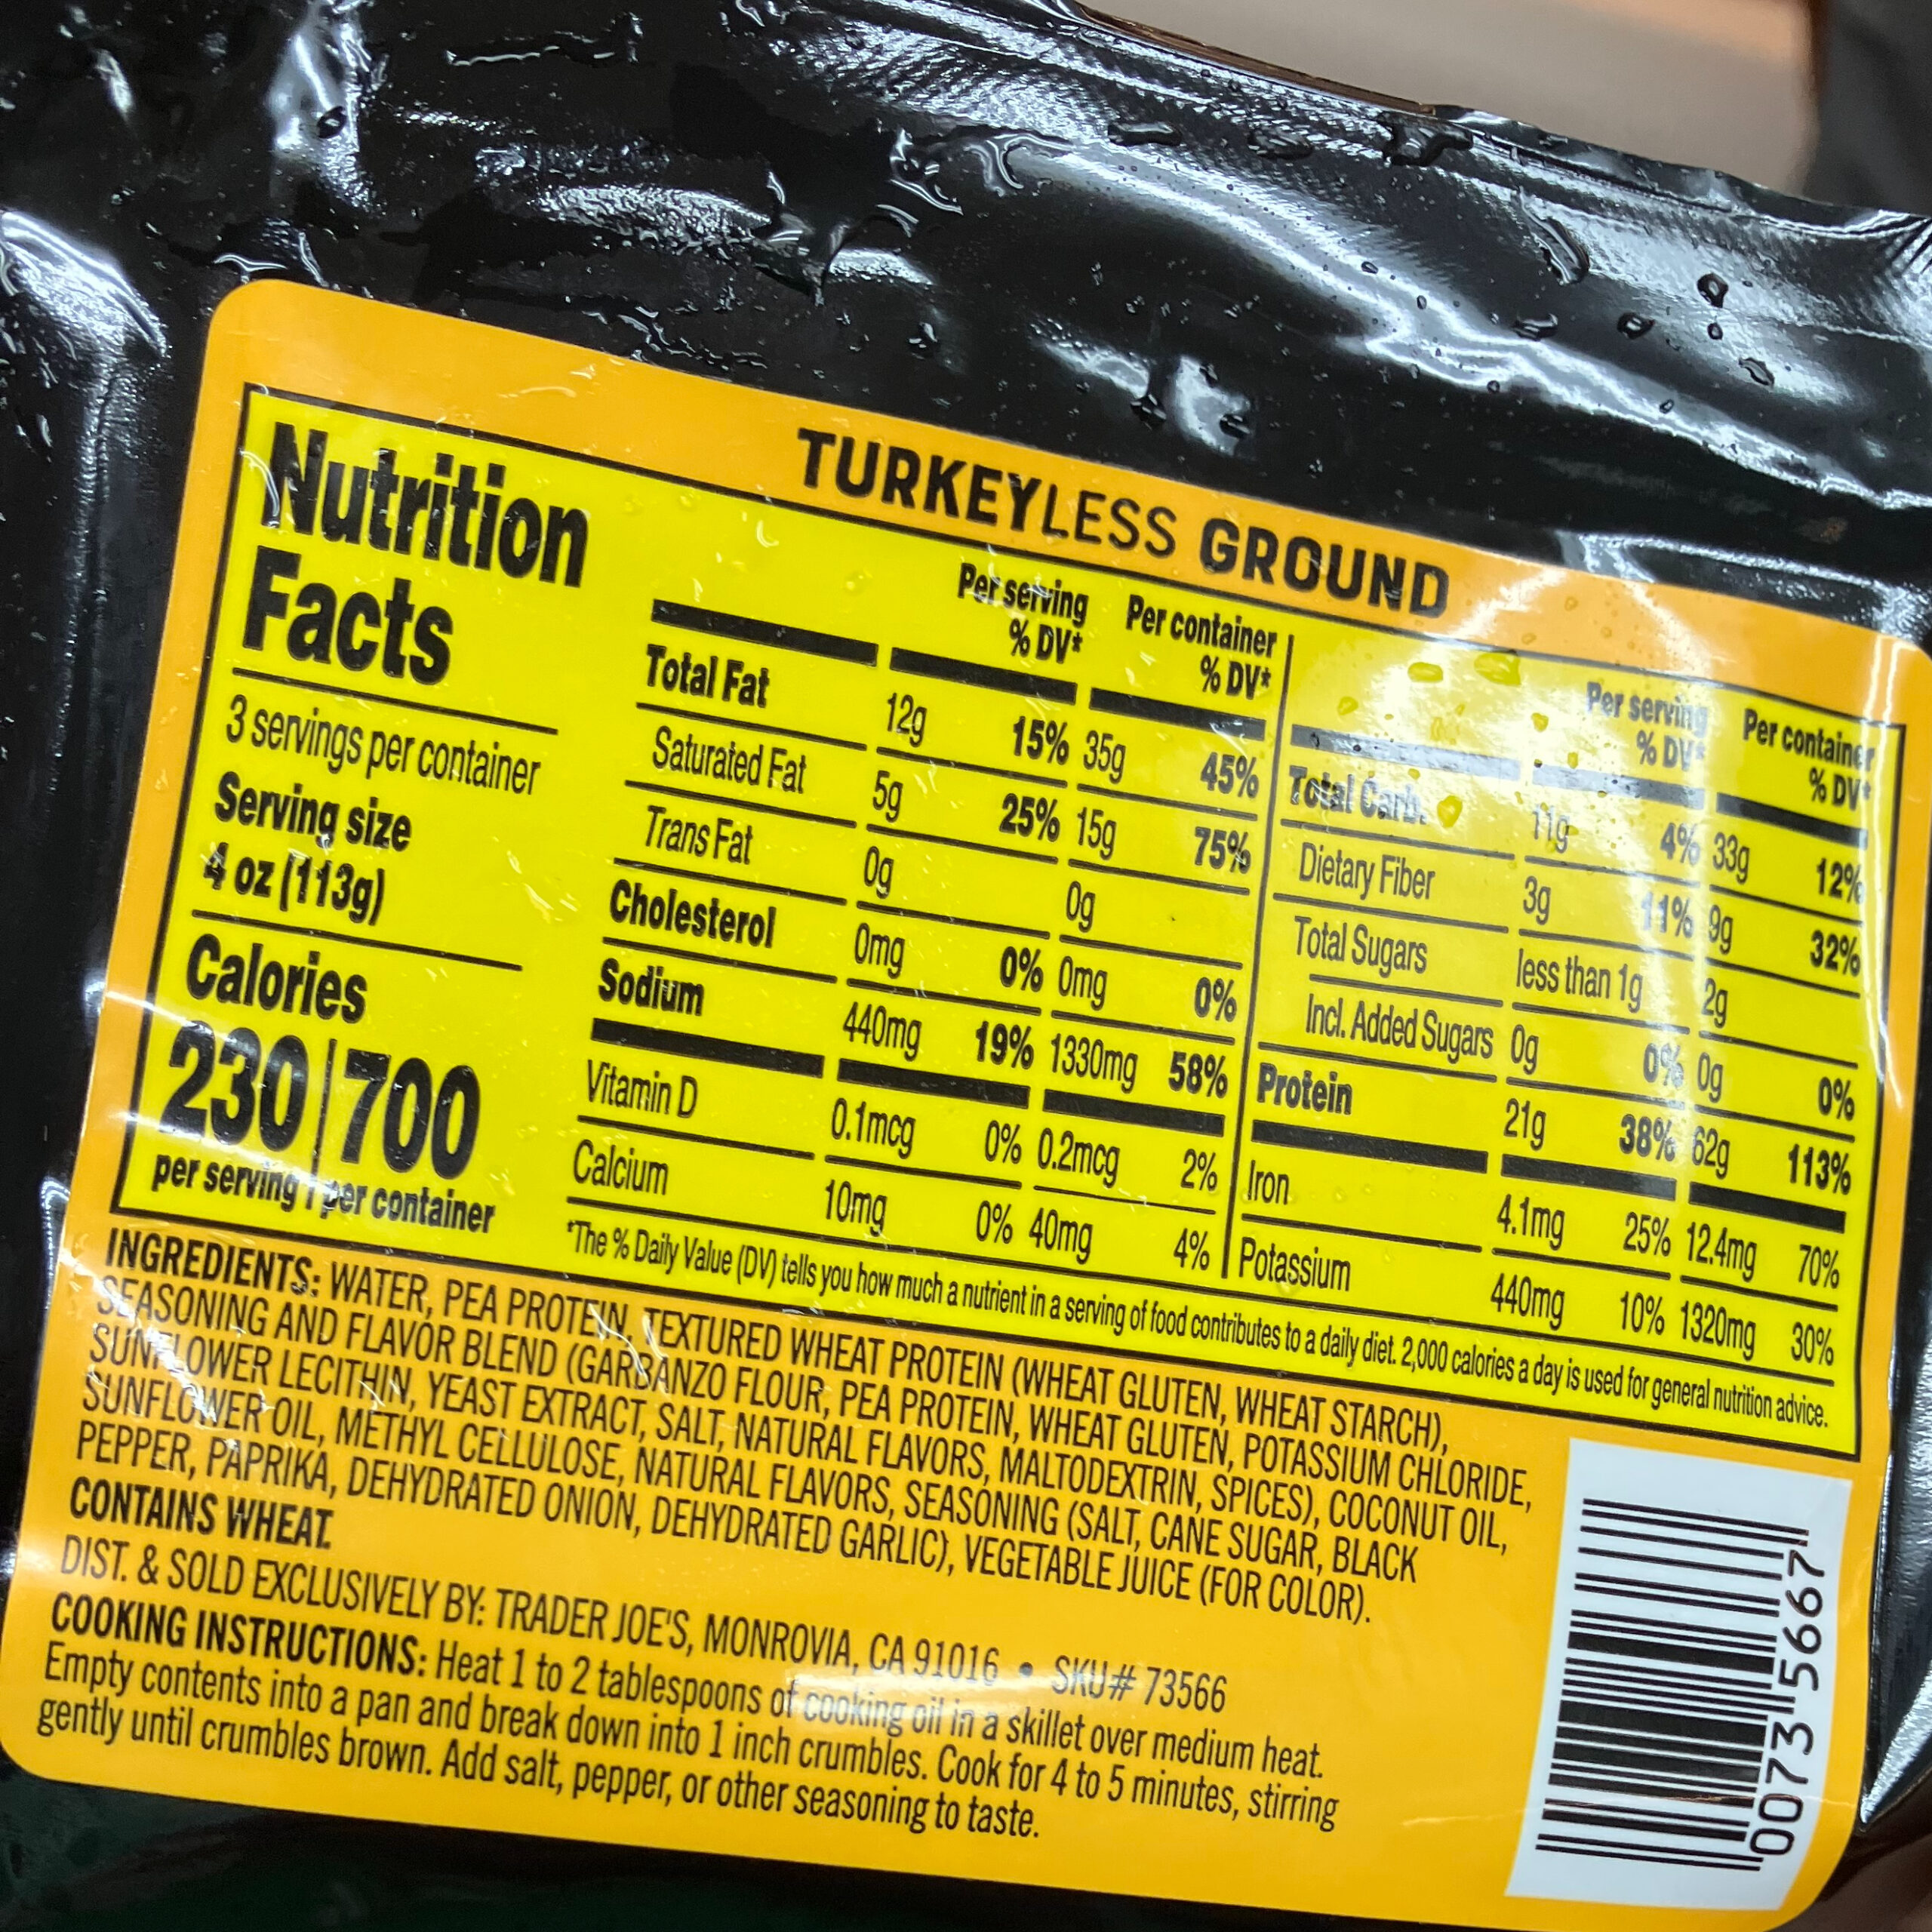 TURKEYLESS GROUND
Nutrition
Facts
3 servings per container
Serving size
4 oz (113g)
Calories
230|700
per serving | per container
Per serving Per container
% DV* % DV*
Total Fat 12g 15% 35g 45%
Saturated Fat 5g 25% 15g 75%
Trans Fat 0g 0g
Cholesterol 0mg 0% 0mg 0%
Sodium 440mg 19% 1330mg 58%
Vitamin D 0.1mcg 0% 0.2mcg 2%
Calcium 10mg 0% 40mg 4%
Per serving Per container
% DV* % DV*
Total Carb. 11g 4% 33g 12%
Dietary Fiber 3g 11% 9g 32%
Total Sugars less than 1g 2g
Incl. Added Sugars 0g 0% 0g 0%
Protein 21g 38% 62g 113%
Iron 4.1mg 25% 12.4mg 70%
Potassium 440mg 10% 1320mg 30%
*The % Daily Value (DV) tells you how much a nutrient in a serving of food contributes to a daily diet. 2,000 calories a day is used for general nutrition advice.
INGREDIENTS: WATER, PEA PROTEIN, TEXTURED WHEAT PROTEIN (WHEAT GLUTEN, WHEAT STARCH),
SEASONING AND FLAVOR BLEND (GARBANZO FLOUR, PEA PROTEIN, WHEAT GLUTEN, POTASSIUM CHLORIDE,
SUNFLOWER LECITHIN, YEAST EXTRACT, SALT, NATURAL FLAVORS, MALTODEXTRIN, SPICES), COCONUT OIL,
SUNFLOWER OIL, METHYL CELLULOSE, NATURAL FLAVORS, SEASONING (SALT, CANE SUGAR, BLACK
PEPPER, PAPRIKA, DEHYDRATED ONION, DEHYDRATED GARLIC), VEGETABLE JUICE (FOR COLOR).
CONTAINS WHEAT.
DIST. & SOLD EXCLUSIVELY BY: TRADER JOE'S, MONROVIA, CA 91016 • SKU# 73566
COOKING INSTRUCTIONS: Heat 1 to 2 tablespoons of cooking oil in a skillet over medium heat.
Empty contents into a pan and break down into 1 inch crumbles. Cook for 4 to 5 minutes, stirring
gently until crumbles brown. Add salt, pepper, or other seasoning to taste.
0073 5667